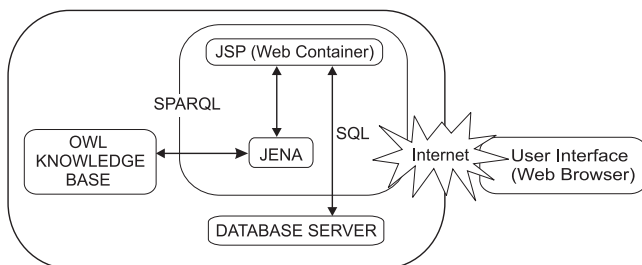 JSP (Web Container)
SPARQL
SQL
OWL
KNOWLEDGE
BASE
JENA
Internet
User Interface
(Web Browser)
DATABASE SERVER